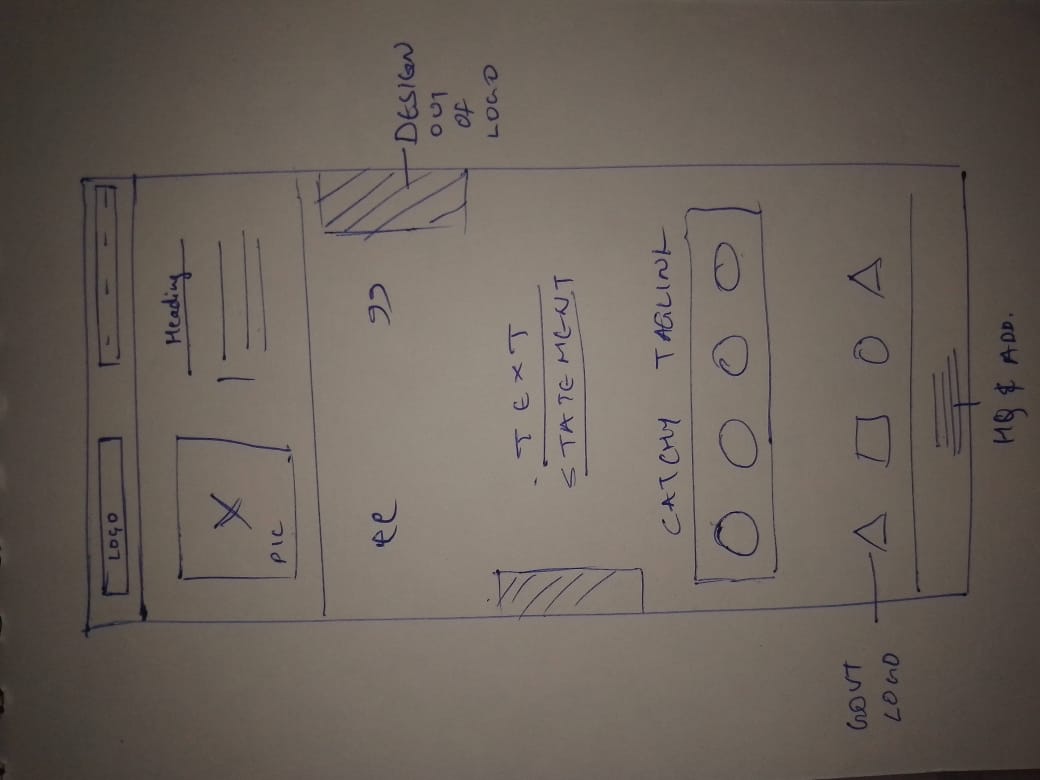 LOGO
Heading
X
PIC
DESIGN
OUT
OF
LOGO
TEXT
STATEMENT
CATCHY TAGLINE
GOVT
LOGO
HQ & ADD.